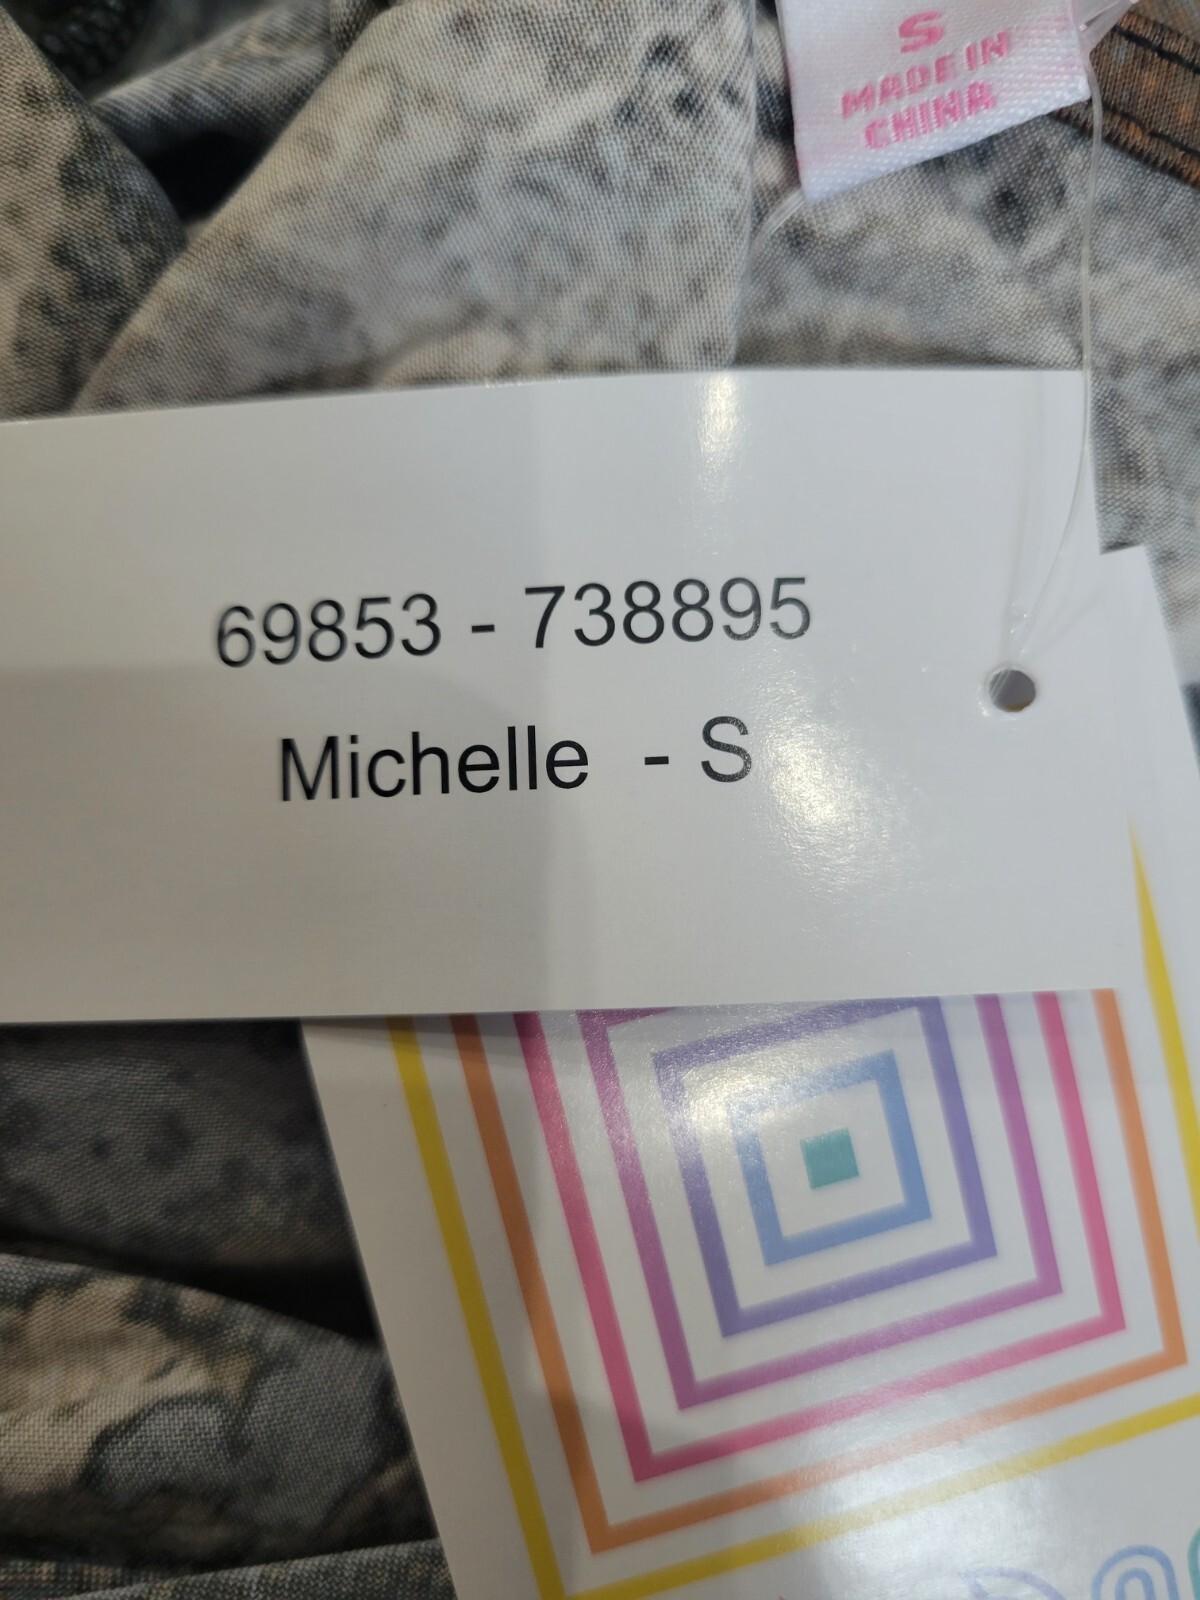 S
MADE IN
CHINA
69853 - 738895
Michelle - S